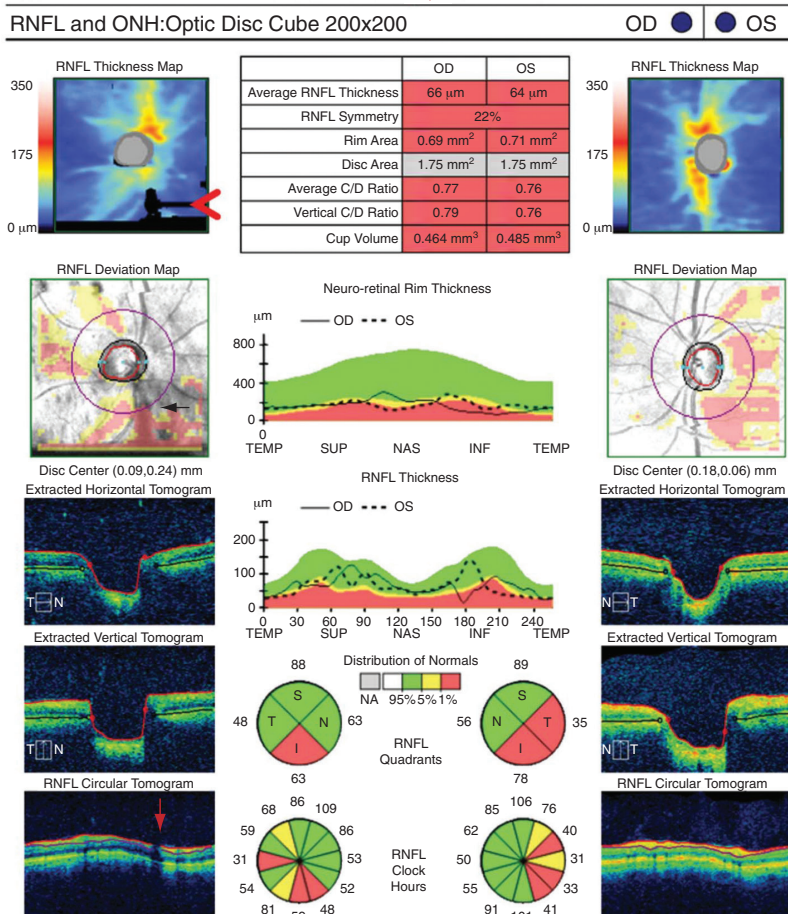 RNFL and ONH:Optic Disc Cube 200x200 OD OS
RNFL Thickness Map
350
175
0 µm
OD OS
Average RNFL Thickness 66 µm 64 µm
RNFL Symmetry 22%
Rim Area 0.69 mm² 0.71 mm²
Disc Area 1.75 mm² 1.75 mm²
Average C/D Ratio 0.77 0.76
Vertical C/D Ratio 0.79 0.76
Cup Volume 0.464 mm³ 0.485 mm³
RNFL Thickness Map
350
175
0 µm
RNFL Deviation Map
Disc Center (0.09,0.24) mm
Neuro-retinal Rim Thickness
µm OD OS
800
400
0
0
TEMP SUP NAS INF TEMP
RNFL Deviation Map
Disc Center (0.18,0.06) mm
Extracted Horizontal Tomogram
T N
RNFL Thickness
µm OD OS
200
100
0
0 30 60 90 120 150 180 210 240
TEMP SUP NAS INF TEMP
Extracted Horizontal Tomogram
N T
Extracted Vertical Tomogram
T N
Distribution of Normals
NA 95% 5% 1%
88
48 S T N I 63
63
RNFL
Quadrants
89
56 S N T I 35
78
Extracted Vertical Tomogram
N T
RNFL Circular Tomogram
86
68 109
59 86
31 53
54 52
81 48
RNFL
Clock
Hours
106
85 76
62 40
50 31
55 33
91 41
RNFL Circular Tomogram